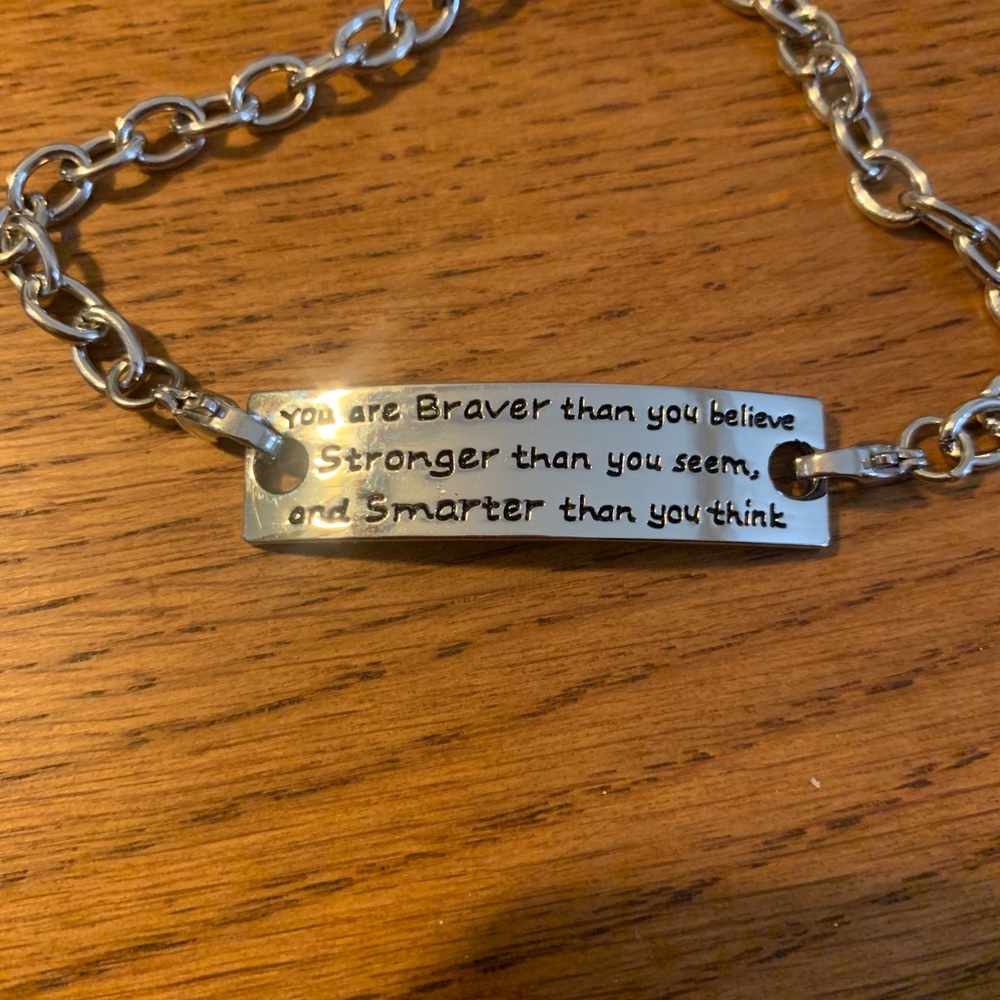 you are Braver than you believe
Stronger than you seem,
and Smarter than you think